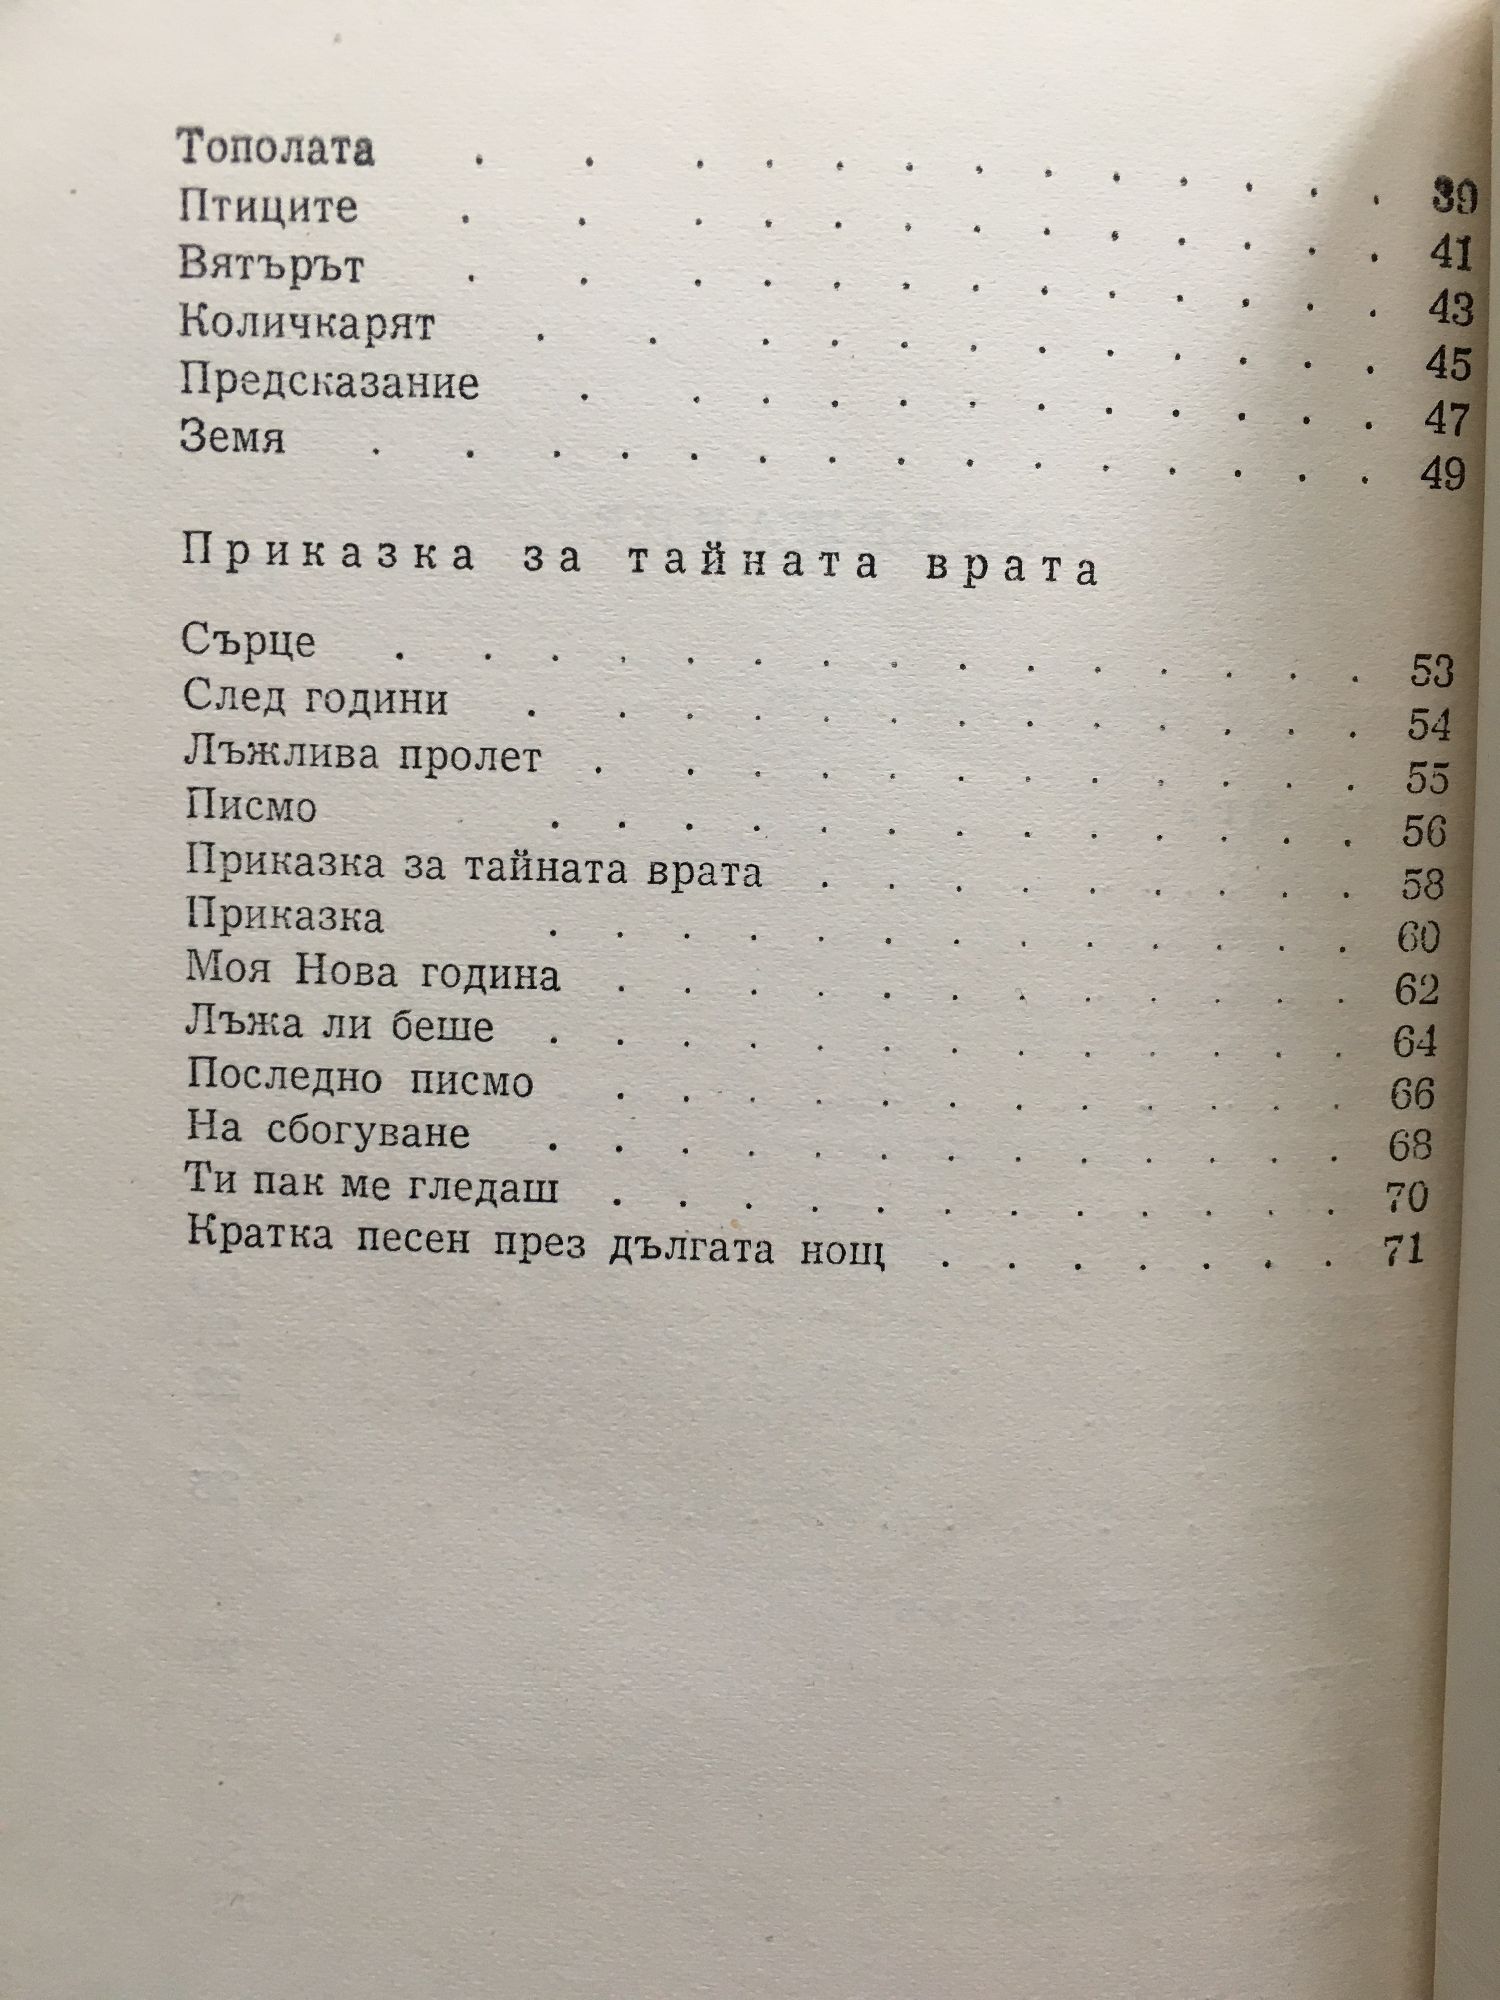 Тополата . . . . . . . . . . . . 39
Птиците . . . . . . . . . . . . 41
Вятърът . . . . . . . . . . . . 43
Количкарят . . . . . . . . . . . 45
Предсказание . . . . . . . . . . . 47
Земя . . . . . . . . . . . . . . 49
Приказка за тайната врата
Сърце . . . . . . . . . . . . . . 53
След години . . . . . . . . . . . . 54
Лъжлива пролет . . . . . . . . . . . 55
Писмо . . . . . . . . . . . . 56
Приказка за тайната врата . . . . . . . . 58
Приказка . . . . . . . . . . . . 60
Моя Нова година . . . . . . . . . . . 62
Лъжа ли беше . . . . . . . . . . . . 64
Последно писмо . . . . . . . . . . . 66
На сбогуване . . . . . . . . . . . . 68
Ти пак ме гледаш . . . . . . . . . . . 70
Кратка песен през дългата нощ . . . . . . . 71